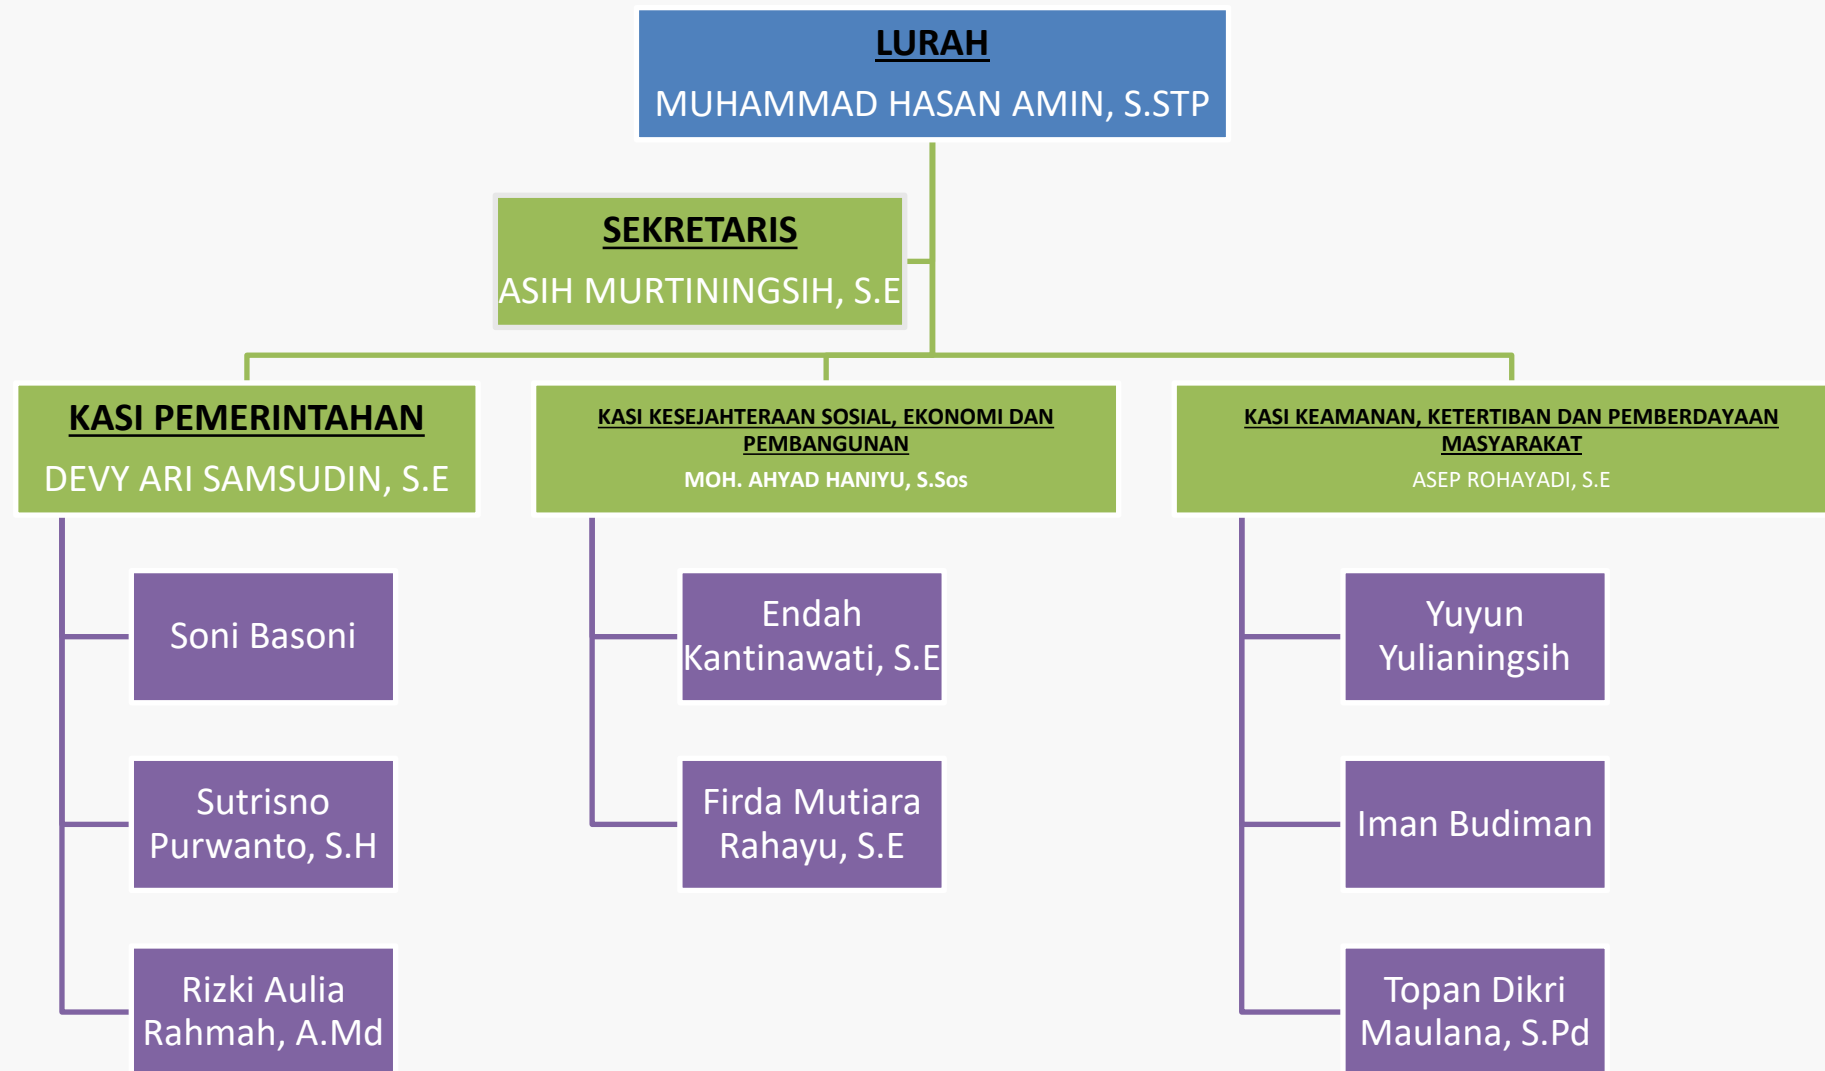 LURAH
MUHAMMAD HASAN AMIN, S.STP
SEKRETARIS
ASIH MURTININGSIH, S.E
KASI PEMERINTAHAN
DEVY ARI SAMSUDIN, S.E
KASI KESEJAHTERAAN SOSIAL, EKONOMI DAN
PEMBANGUNAN
MOH. AHYAD HANIYU, S.Sos
KASI KEAMANAN, KETERTIBAN DAN PEMBERDAYAAN
MASYARAKAT
ASEP ROHAYADI, S.E
Soni Basoni
Sutrisno
Purwanto, S.H
Rizki Aulia
Rahmah, A.Md
Endah
Kantinawati, S.E
Firda Mutiara
Rahayu, S.E
Yuyun
Yulianingsih
Iman Budiman
Topan Dikri
Maulana, S.Pd